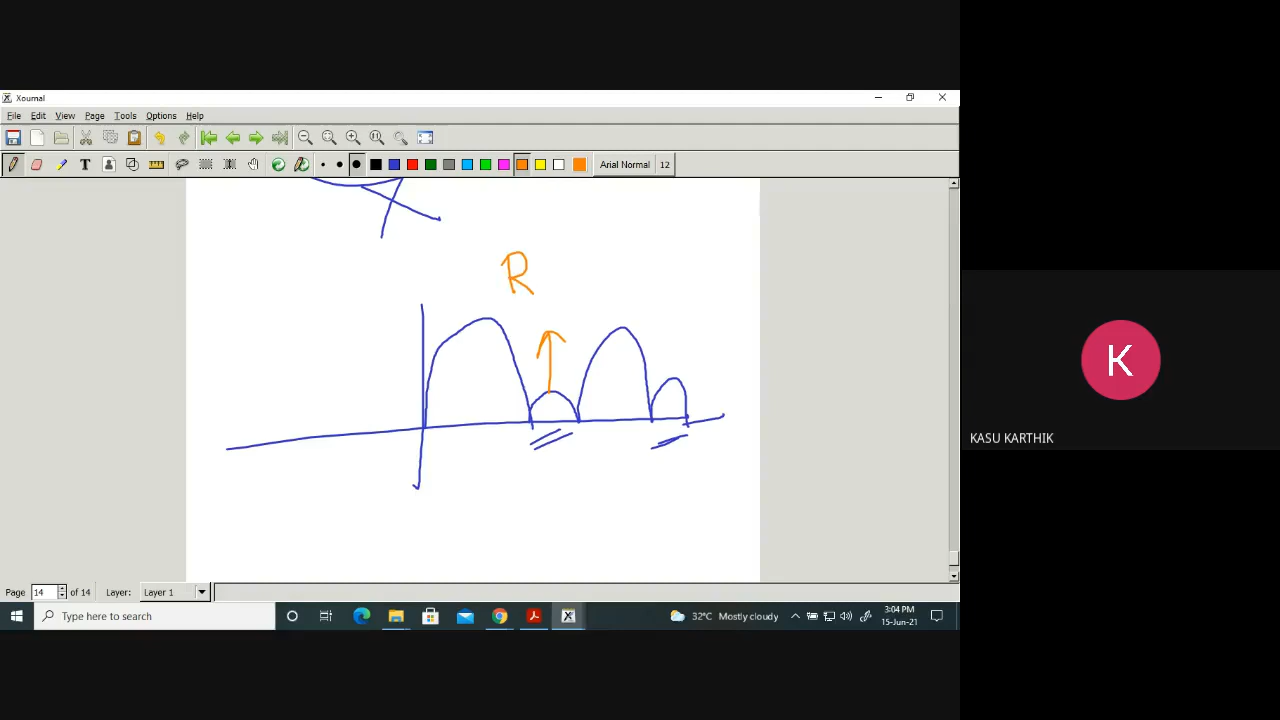 Xournal
File Edit View Page Tools Options Help
T Arial Normal 12
R
K
KASU KARTHIK
Page 14 of 14 Layer: Layer 1
Type here to search
32°C Mostly cloudy
3:04 PM
15-Jun-21